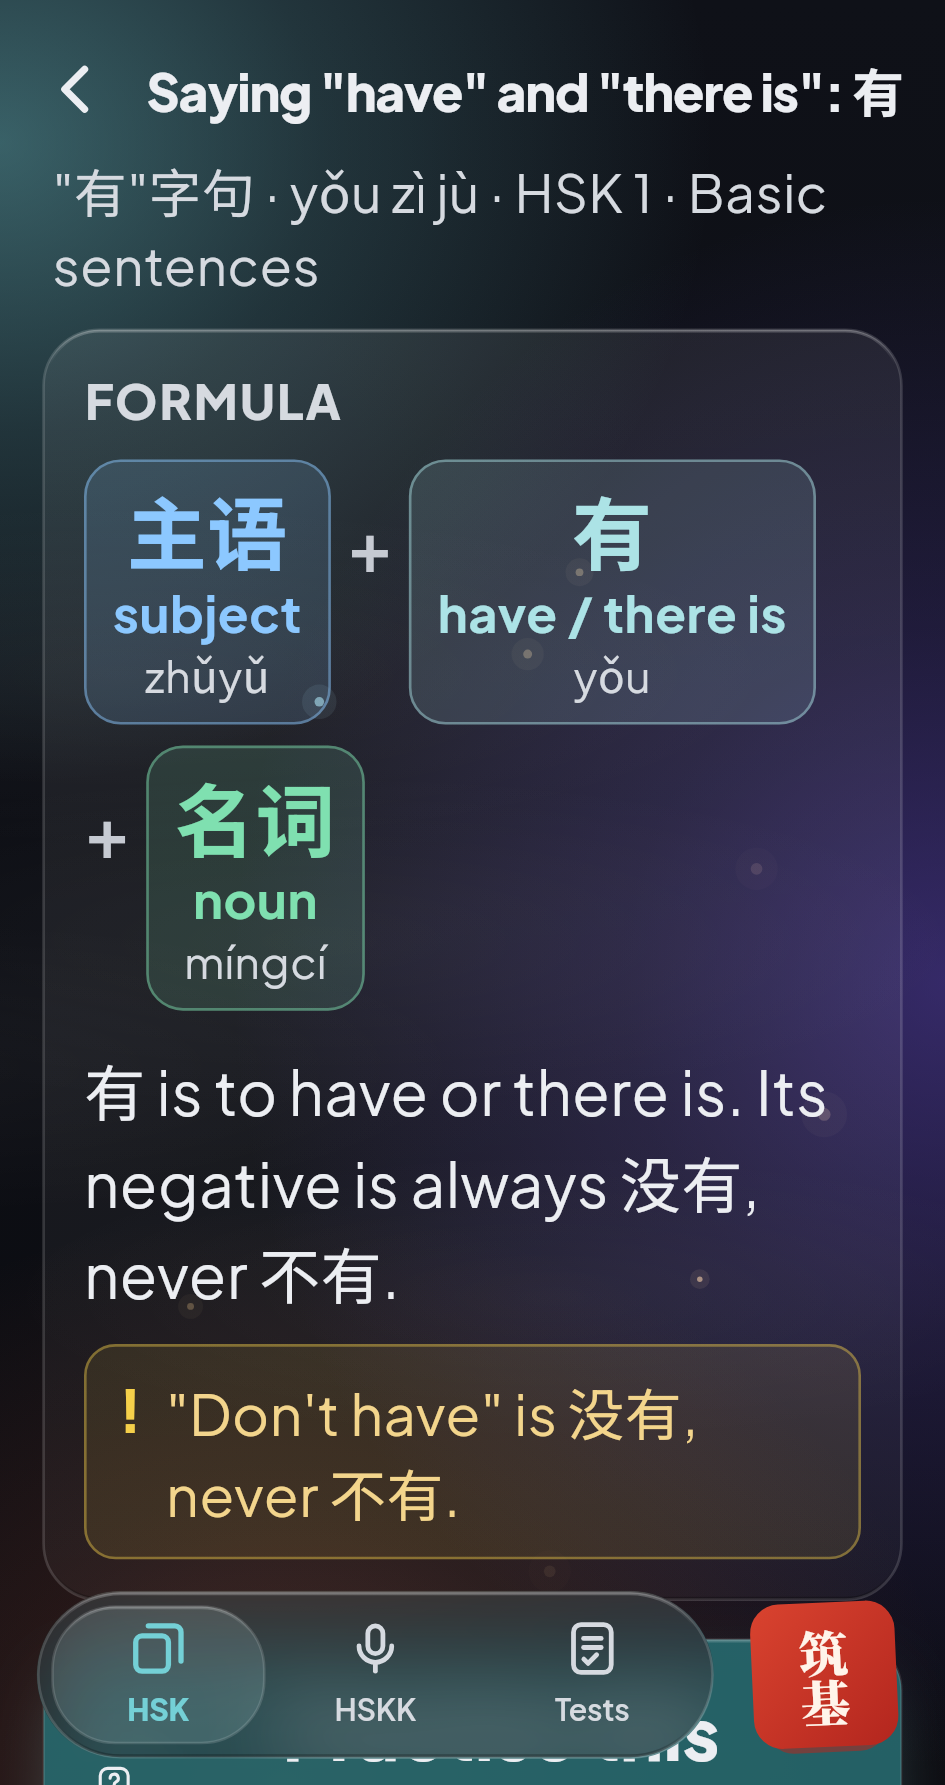 Saying "have" and "there is": 有
"有"字句 · yǒu zì jù · HSK 1 · Basic
sentences
FORMULA
主语
subject
zhǔyǔ
+
有
have / there is
yǒu
+
名词
noun
míngcí
有 is to have or there is. Its
negative is always 没有,
never 不有.
! "Don't have" is 没有,
never 不有.
HSK
HSKK
Tests
筑
基